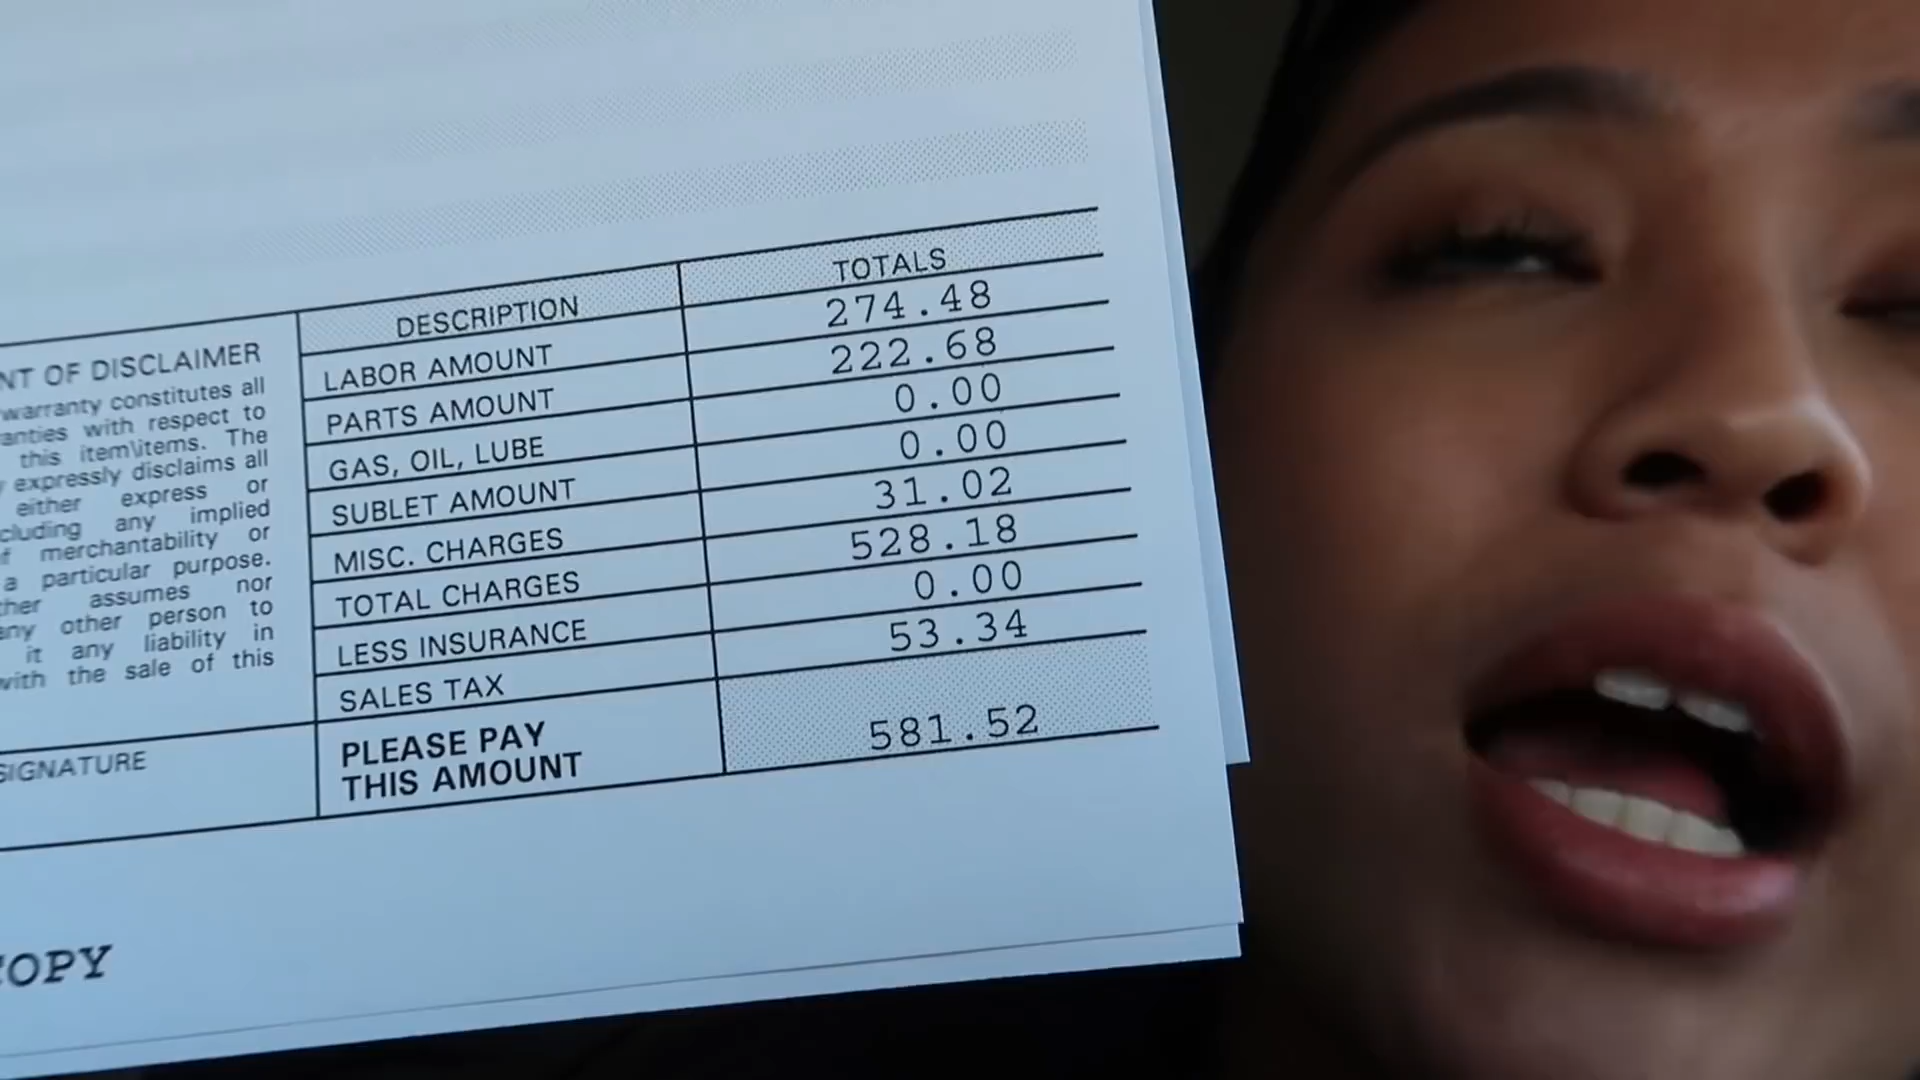 DESCRIPTION TOTALS
LABOR AMOUNT 274.48
PARTS AMOUNT 222.68
GAS, OIL, LUBE 0.00
SUBLET AMOUNT 0.00
MISC. CHARGES 31.02
TOTAL CHARGES 528.18
LESS INSURANCE 0.00
SALES TAX 53.34
PLEASE PAY
THIS AMOUNT 581.52
NT OF DISCLAIMER
warranty constitutes all
anties with respect to
this item\items. The
expressly disclaims all
either express or
cluding any implied
f merchantability or
a particular purpose.
ther assumes nor
any other person to
it any liability in
with the sale of this
SIGNATURE
COPY